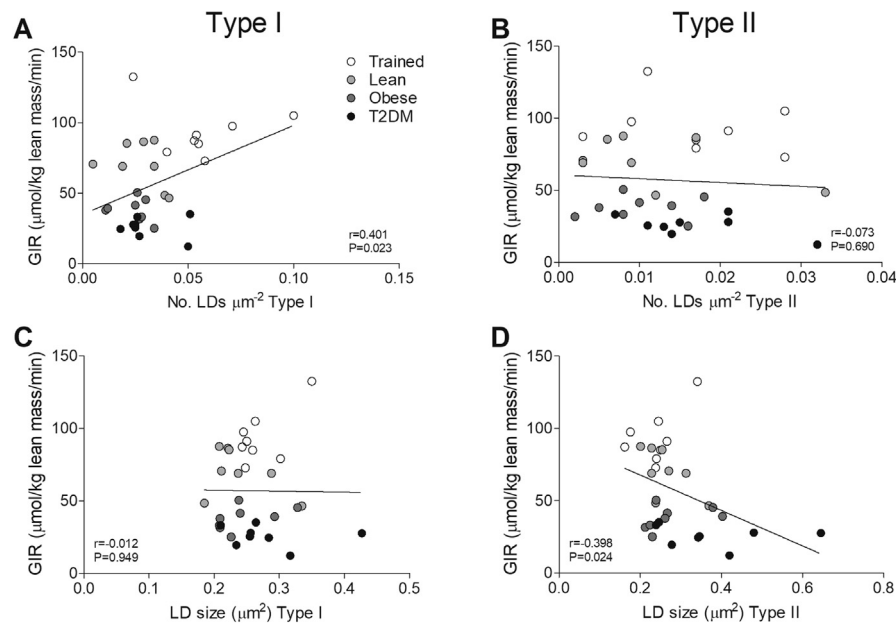 Type I
Type II
A
GIR (μmol/kg lean mass/min)
150
100
50
0
Trained
Lean
Obese
T2DM
r=0.401
P=0.023
0.00
0.05
0.10
0.15
No. LDs μm⁻² Type I
B
GIR (μmol/kg lean mass/min)
150
100
50
0
r=-0.073
P=0.690
0.00
0.01
0.02
0.03
0.04
No. LDs μm⁻² Type II
C
GIR (μmol/kg lean mass/min)
150
100
50
0
r=-0.012
P=0.949
0.0
0.1
0.2
0.3
0.4
0.5
LD size (μm²) Type I
D
GIR (μmol/kg lean mass/min)
150
100
50
0
r=-0.398
P=0.024
0.0
0.2
0.4
0.6
0.8
LD size (μm²) Type II